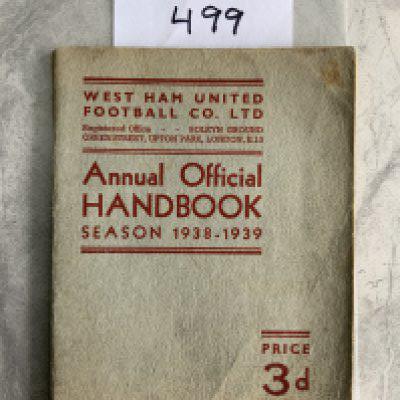 499
WEST HAM UNITED
FOOTBALL CO. LTD
Registered Office - - BOLEYN GROUND
GREEN STREET, UPTON PARK, LONDON, E.13
Annual Official
HANDBOOK
SEASON 1938-1939
PRICE
3d